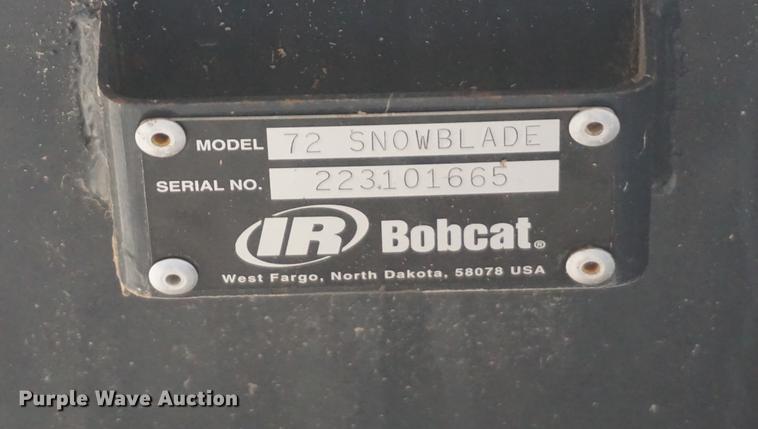 MODEL 72 SNOWBLADE
SERIAL NO. 223101665
IR Bobcat®
West Fargo, North Dakota, 58078 USA
Purple Wave Auction